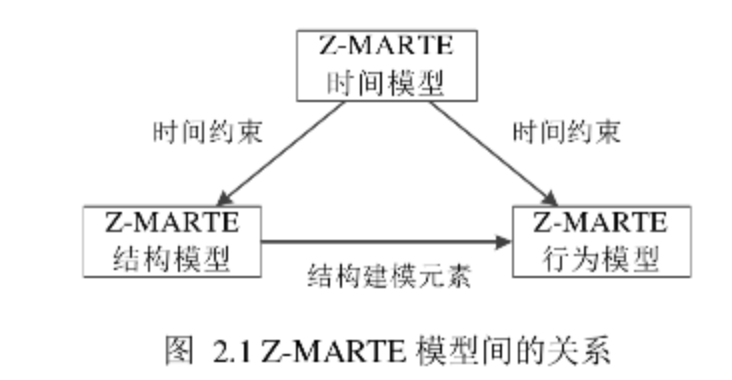 Z-MARTE
时间模型
时间约束
时间约束
Z-MARTE
结构模型
Z-MARTE
行为模型
结构建模元素
图 2.1 Z-MARTE 模型间的关系